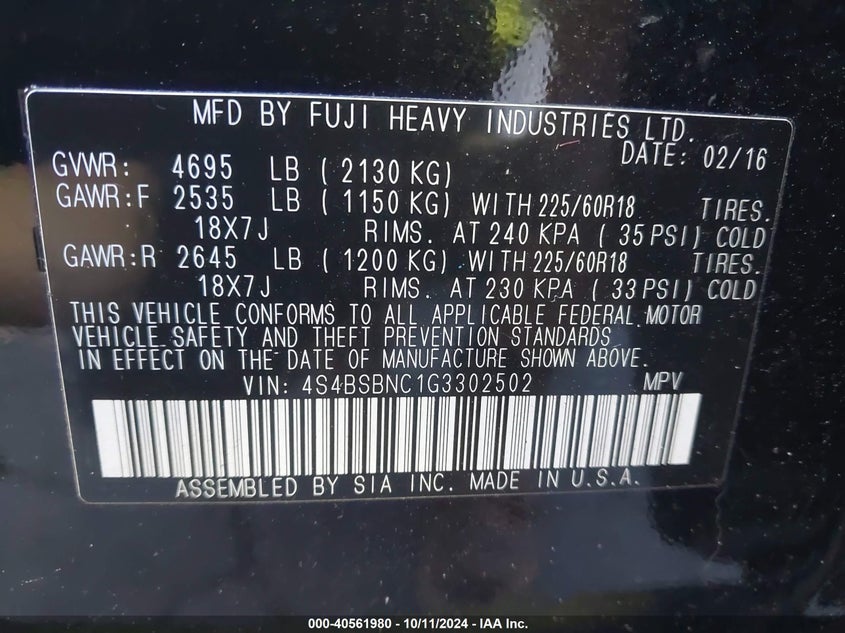 MFD BY FUJI HEAVY INDUSTRIES LTD.
DATE: 02/16
GVWR: 4695 LB ( 2130 KG)
GAWR:F 2535 LB ( 1150 KG) WITH 225/60R18 TIRES.
18X7J RIMS. AT 240 KPA ( 35 PSI) COLD
GAWR:R 2645 LB ( 1200 KG) WITH 225/60R18 TIRES.
18X7J RIMS. AT 230 KPA ( 33 PSI) COLD
THIS VEHICLE CONFORMS TO ALL APPLICABLE FEDERAL MOTOR
VEHICLE SAFETY AND THEFT PREVENTION STANDARDS
IN EFFECT ON THE DATE OF MANUFACTURE SHOWN ABOVE.
VIN: 4S4BSBNC1G3302502 MPV
ASSEMBLED BY SIA INC. MADE IN U.S.A.
000-40561980 - 10/11/2024 - IAA Inc.